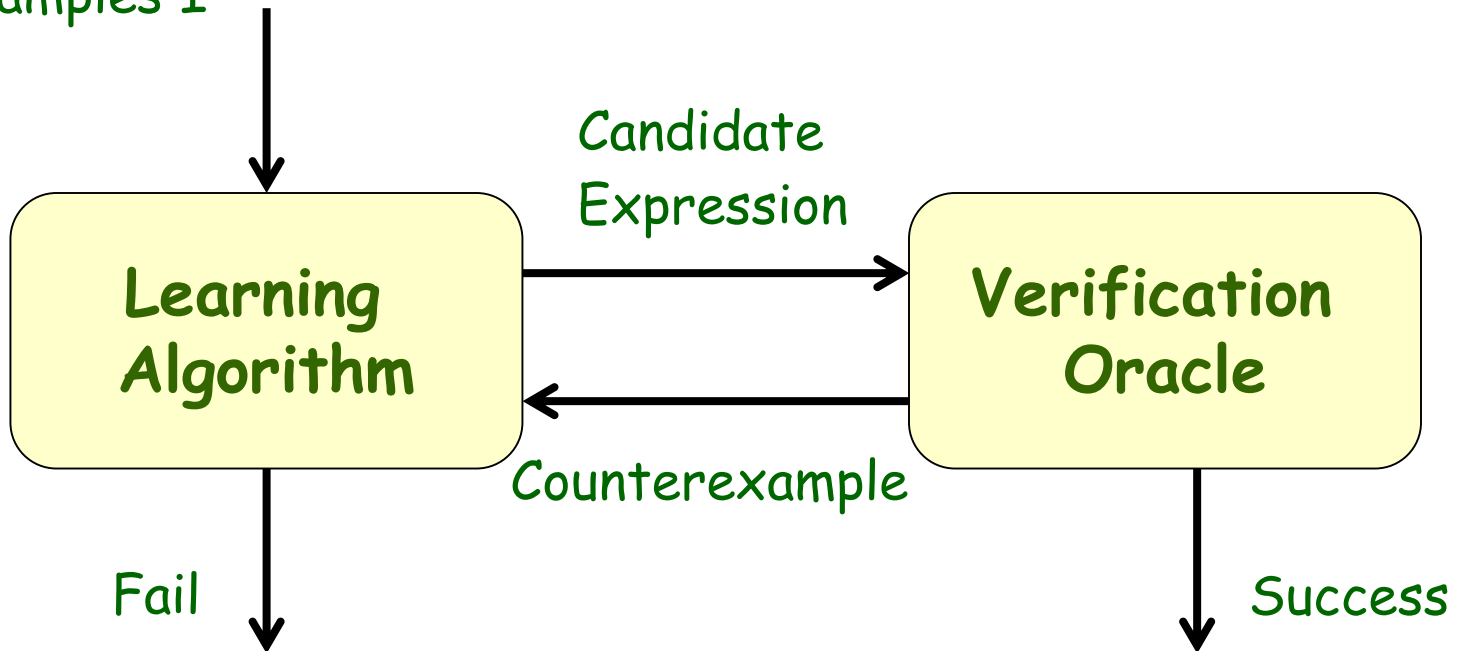 Candidate
Expression
Learning
Algorithm
Verification
Oracle
Counterexample
Fail
Success